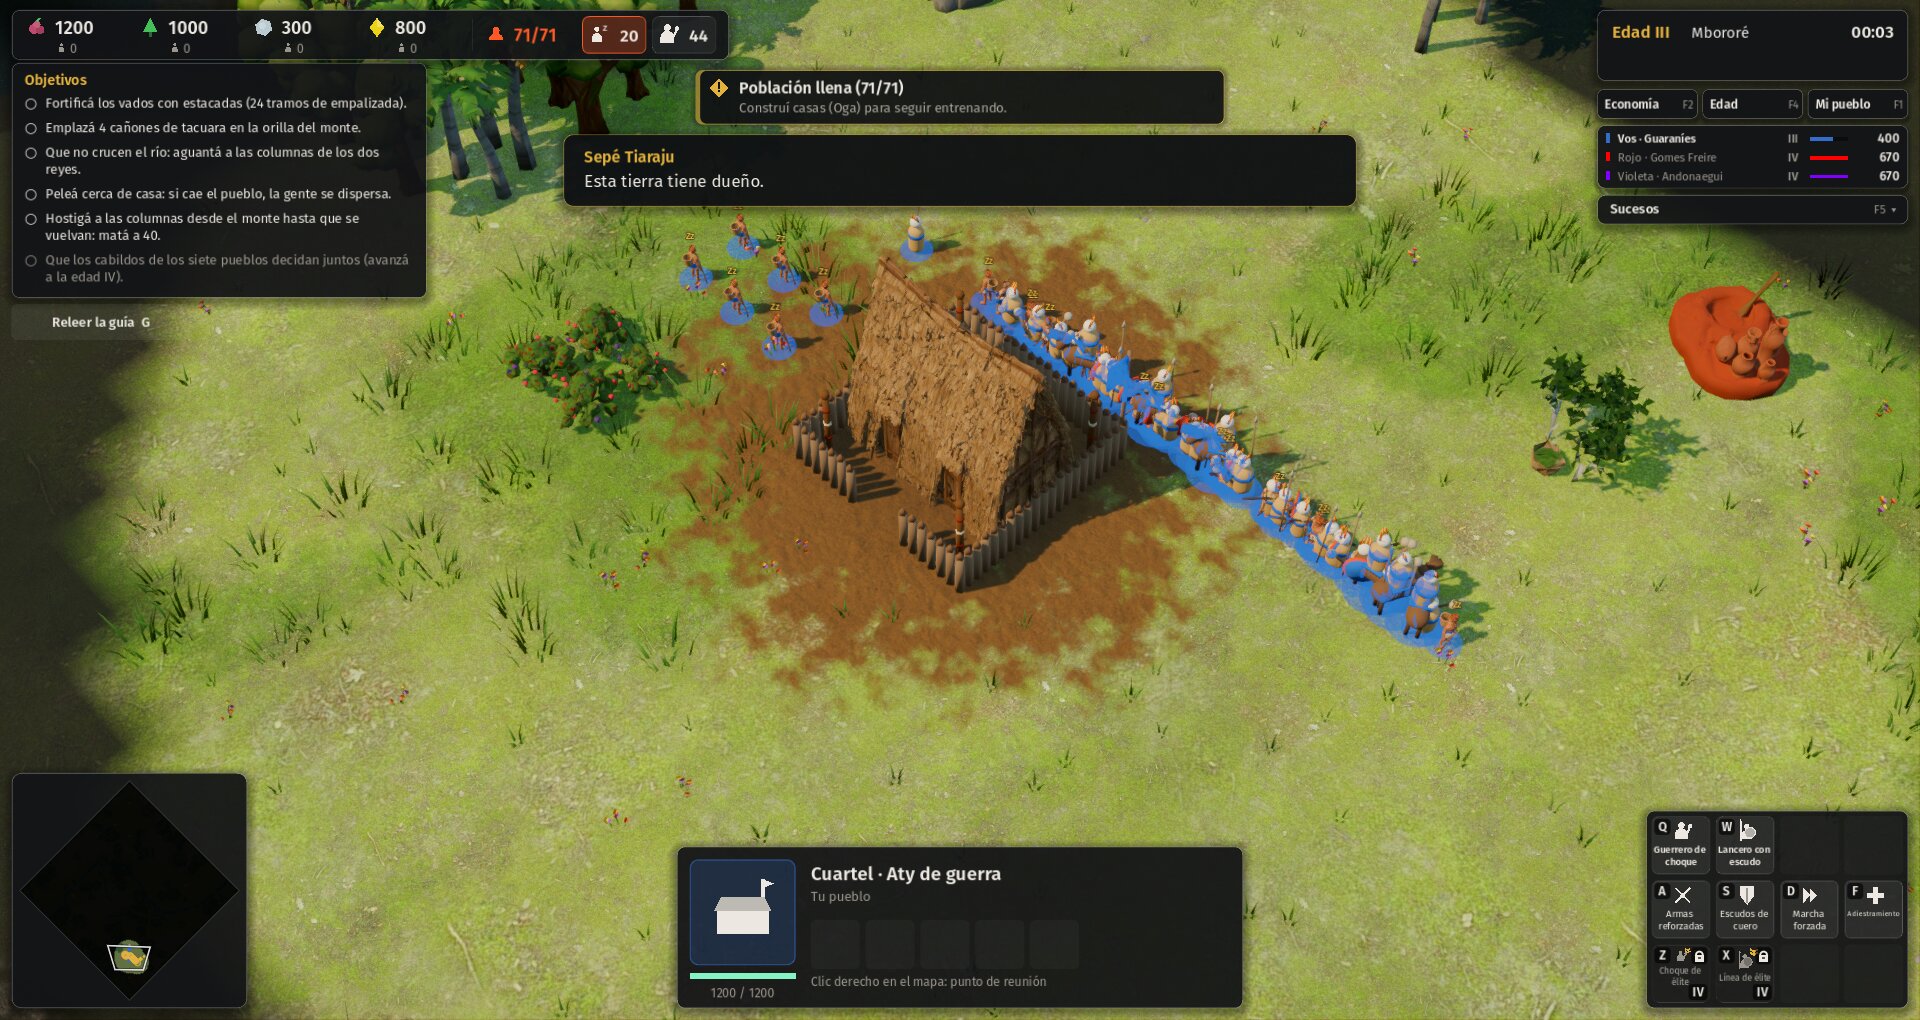 1200
0
1000
0
300
0
800
0
71/71
20
44
Objetivos
Fortificá los vados con estacadas (24 tramos de empalizada).
Emplazá 4 cañones de tacuara en la orilla del monte.
Que no crucen el río: aguantá a las columnas de los dos
reyes.
Peleá cerca de casa: si cae el pueblo, la gente se dispersa.
Hostigá a las columnas desde el monte hasta que se
vuelvan: matá a 40.
Que los cabildos de los siete pueblos decidan juntos (avanzá
a la edad IV).
Releer la guía G
Población llena (71/71)
Construí casas (Oga) para seguir entrenando.
Sepé Tiaraju
Esta tierra tiene dueño.
Edad III Mbororé 00:03
Economía F2
Edad F4
Mi pueblo F1
Vos · Guaraníes III 400
Rojo · Gomes Freire IV 670
Violeta · Andonaegui IV 670
Sucesos F5
Cuartel · Aty de guerra
Tu pueblo
Clic derecho en el mapa: punto de reunión
1200 / 1200
Q
Guerrero de
choque
W
Lancero con
escudo
A
Armas
reforzadas
S
Escudos de
cuero
D
Marcha
forzada
F
Adiestramiento
Z
Choque de
élite
IV
X
Línea de élite
IV